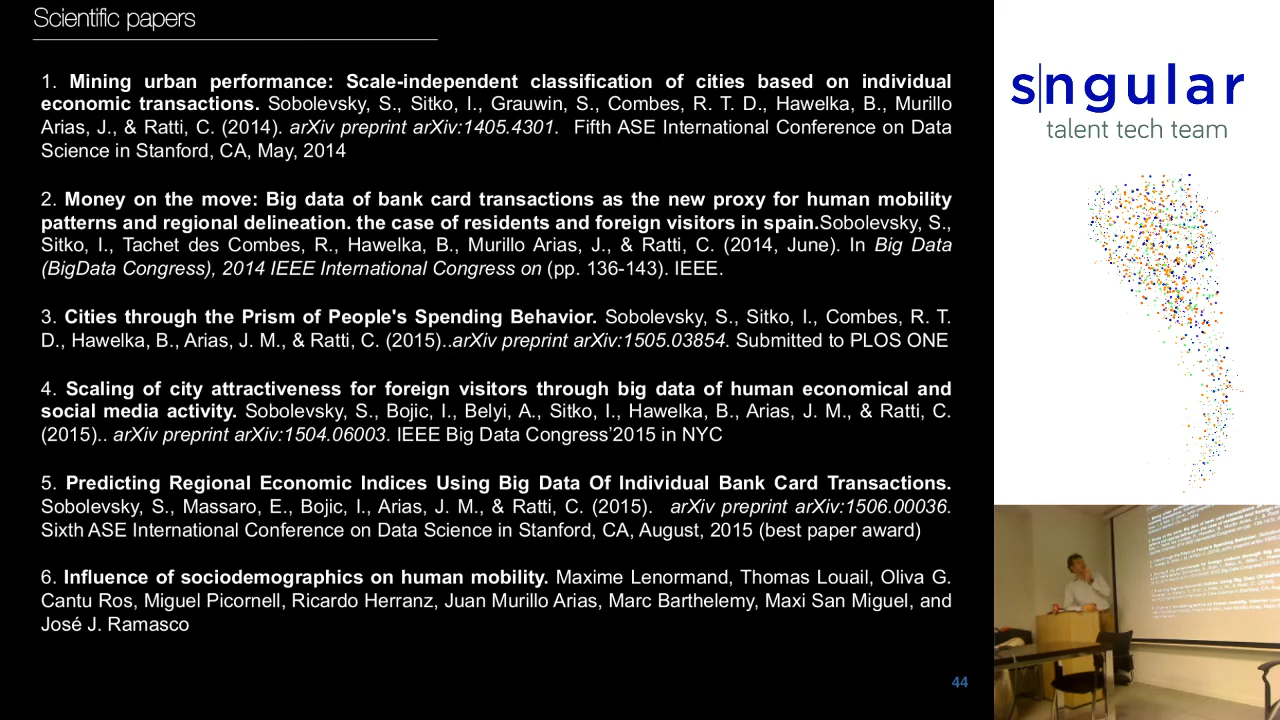 Scientific papers
1. Mining urban performance: Scale-independent classification of cities based on individual
economic transactions. Sobolevsky, S., Sitko, I., Grauwin, S., Combes, R. T. D., Hawelka, B., Murillo
Arias, J., & Ratti, C. (2014). arXiv preprint arXiv:1405.4301. Fifth ASE International Conference on Data
Science in Stanford, CA, May, 2014
2. Money on the move: Big data of bank card transactions as the new proxy for human mobility
patterns and regional delineation. the case of residents and foreign visitors in spain.Sobolevsky, S.,
Sitko, I., Tachet des Combes, R., Hawelka, B., Murillo Arias, J., & Ratti, C. (2014, June). In Big Data
(BigData Congress), 2014 IEEE International Congress on (pp. 136-143). IEEE.
3. Cities through the Prism of People's Spending Behavior. Sobolevsky, S., Sitko, I., Combes, R. T.
D., Hawelka, B., Arias, J. M., & Ratti, C. (2015)..arXiv preprint arXiv:1505.03854. Submitted to PLOS ONE
4. Scaling of city attractiveness for foreign visitors through big data of human economical and
social media activity. Sobolevsky, S., Bojic, I., Belyi, A., Sitko, I., Hawelka, B., Arias, J. M., & Ratti, C.
(2015).. arXiv preprint arXiv:1504.06003. IEEE Big Data Congress’2015 in NYC
5. Predicting Regional Economic Indices Using Big Data Of Individual Bank Card Transactions.
Sobolevsky, S., Massaro, E., Bojic, I., Arias, J. M., & Ratti, C. (2015). arXiv preprint arXiv:1506.00036.
Sixth ASE International Conference on Data Science in Stanford, CA, August, 2015 (best paper award)
6. Influence of sociodemographics on human mobility. Maxime Lenormand, Thomas Louail, Oliva G.
Cantu Ros, Miguel Picornell, Ricardo Herranz, Juan Murillo Arias, Marc Barthelemy, Maxi San Miguel, and
José J. Ramasco
44
s|ngular
talent tech team